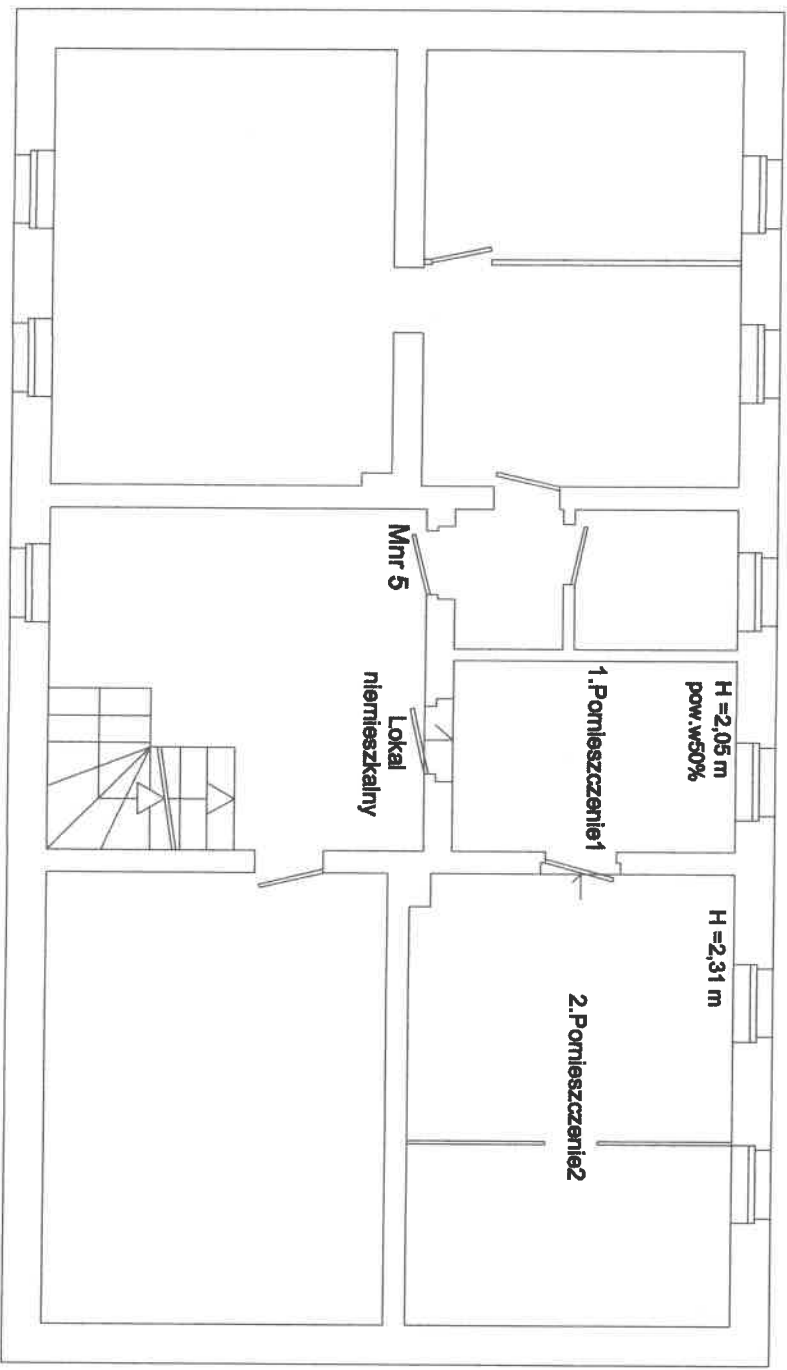 H =2,05 m
pow.w50%
H =2,31 m
1.Pomieszczenie1
2.Pomieszczenie2
Mnr 5
Lokal
niemieszkalny